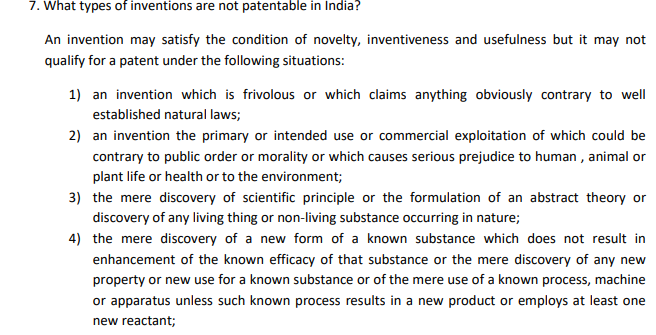 7. What types of inventions are not patentable in India?
An invention may satisfy the condition of novelty, inventiveness and usefulness but it may not
qualify for a patent under the following situations:
1) an invention which is frivolous or which claims anything obviously contrary to well
established natural laws;
2) an invention the primary or intended use or commercial exploitation of which could be
contrary to public order or morality or which causes serious prejudice to human , animal or
plant life or health or to the environment;
3) the mere discovery of scientific principle or the formulation of an abstract theory or
discovery of any living thing or non-living substance occurring in nature;
4) the mere discovery of a new form of a known substance which does not result in
enhancement of the known efficacy of that substance or the mere discovery of any new
property or new use for a known substance or of the mere use of a known process, machine
or apparatus unless such known process results in a new product or employs at least one
new reactant;